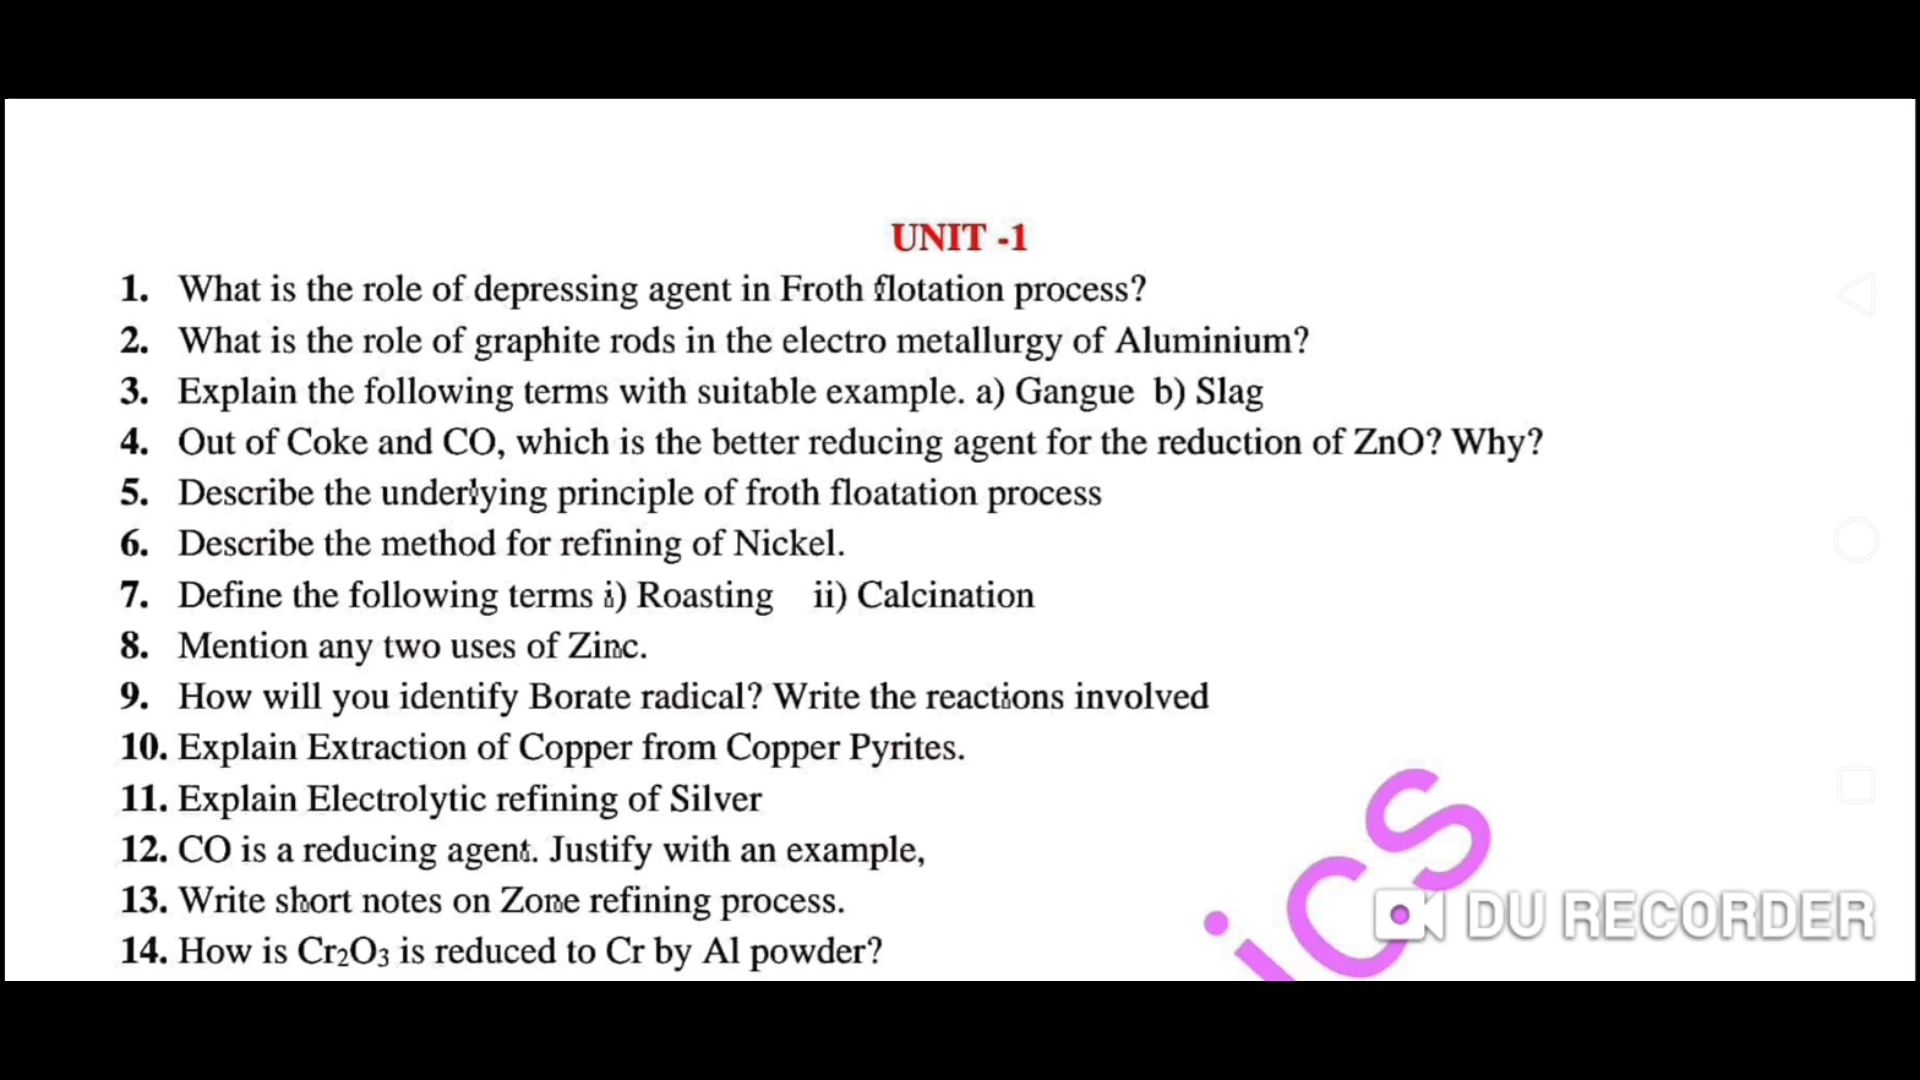 UNIT -1
1. What is the role of depressing agent in Froth flotation process?
2. What is the role of graphite rods in the electro metallurgy of Aluminium?
3. Explain the following terms with suitable example. a) Gangue b) Slag
4. Out of Coke and CO, which is the better reducing agent for the reduction of ZnO? Why?
5. Describe the underlying principle of froth floatation process
6. Describe the method for refining of Nickel.
7. Define the following terms i) Roasting ii) Calcination
8. Mention any two uses of Zinc.
9. How will you identify Borate radical? Write the reactions involved
10. Explain Extraction of Copper from Copper Pyrites.
11. Explain Electrolytic refining of Silver
12. CO is a reducing agent. Justify with an example,
13. Write short notes on Zone refining process.
14. How is Cr₂O₃ is reduced to Cr by Al powder?
iCS
DU RECORDER